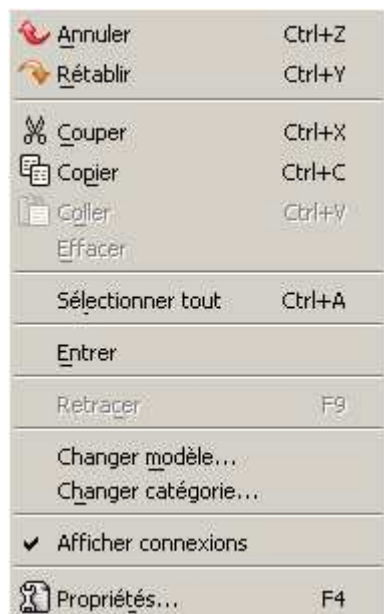 Annuler Ctrl+Z
Rétablir Ctrl+Y
Couper Ctrl+X
Copier Ctrl+C
Coller Ctrl+V
Effacer
Sélectionner tout Ctrl+A
Entrer
Retracer F9
Changer modèle...
Changer catégorie...
Afficher connexions
Propriétés... F4